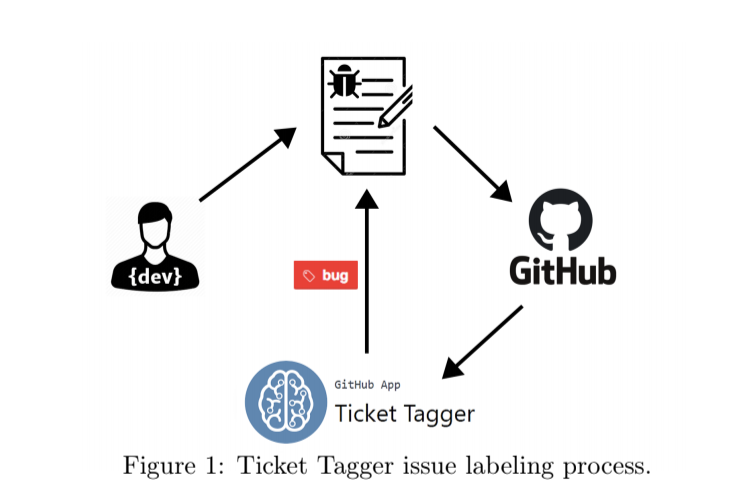 {dev}
bug
GitHub
GitHub App
Ticket Tagger
Figure 1: Ticket Tagger issue labeling process.